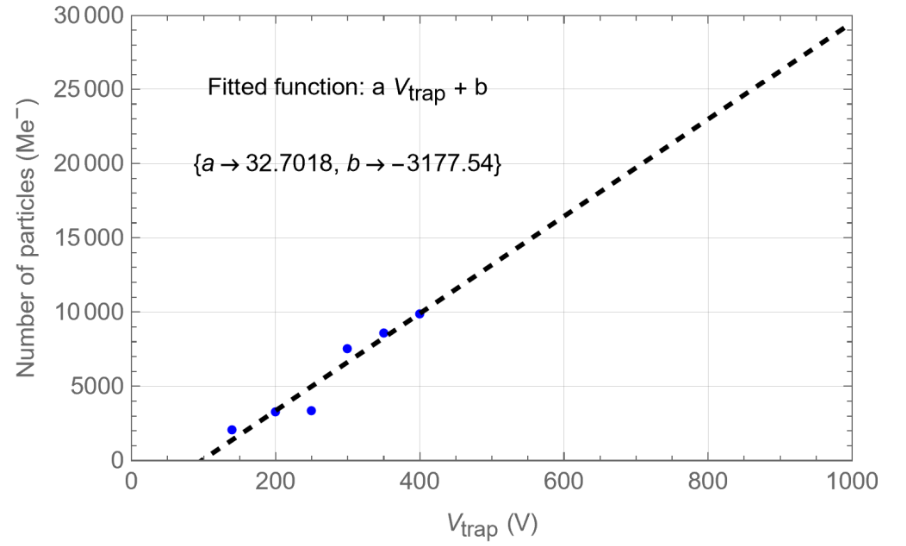 30 000
25 000
20 000
15 000
10 000
5000
0
Number of particles (Me⁻)
Fitted function: a Vtrap + b
{a → 32.7018, b → −3177.54}
0 200 400 600 800 1000
Vtrap (V)